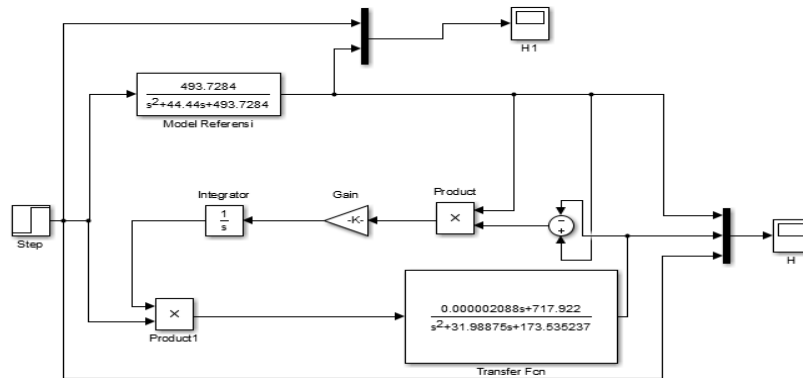 H1
493.7284
s2+44.44s+493.7284
Model Referensi
Integrator
Gain
Product
1
s
-K-
×
−
+
Step
H
×
Product1
0.000002088s+717.922
s2+31.98875s+173.535237
Transfer Fcn